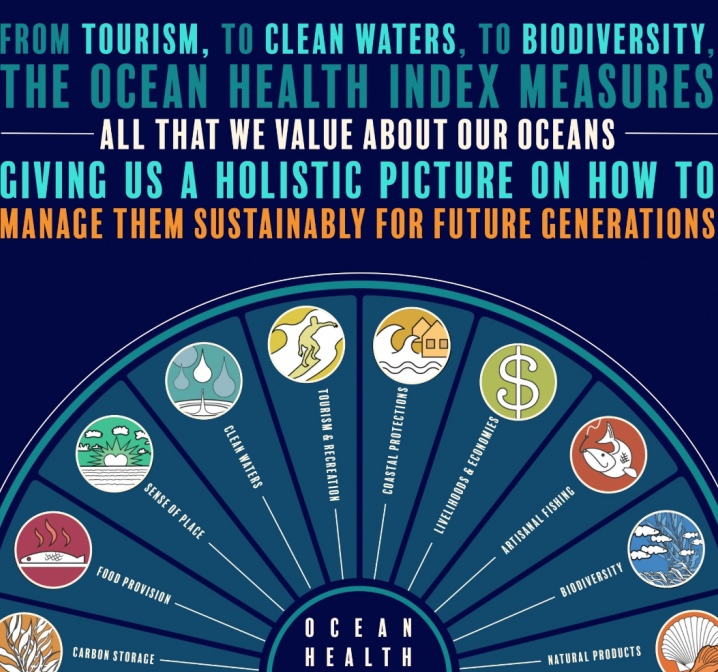 FROM TOURISM, TO CLEAN WATERS, TO BIODIVERSITY,
THE OCEAN HEALTH INDEX MEASURES
ALL THAT WE VALUE ABOUT OUR OCEANS
GIVING US A HOLISTIC PICTURE ON HOW TO
MANAGE THEM SUSTAINABLY FOR FUTURE GENERATIONS
CARBON STORAGE
FOOD PROVISION
SENSE OF PLACE
CLEAN WATERS
TOURISM & RECREATION
COASTAL PROTECTIONS
LIVELIHOODS & ECONOMIES
ARTISANAL FISHING
BIODIVERSITY
NATURAL PRODUCTS
OCEAN
HEALTH